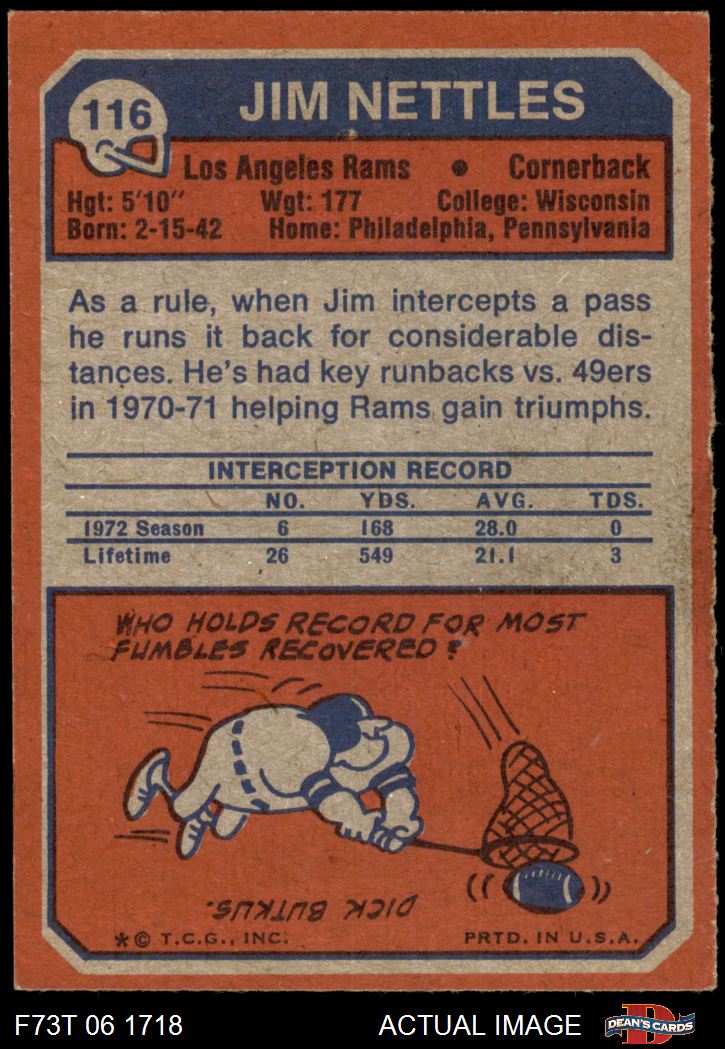 116
JIM NETTLES
Los Angeles Rams • Cornerback
Hgt: 5'10" Wgt: 177 College: Wisconsin
Born: 2-15-42 Home: Philadelphia, Pennsylvania
As a rule, when Jim intercepts a pass
he runs it back for considerable dis-
tances. He's had key runbacks vs. 49ers
in 1970-71 helping Rams gain triumphs.
INTERCEPTION RECORD
NO. YDS. AVG. TDS.
1972 Season 6 168 28.0 0
Lifetime 26 549 21.1 3
WHO HOLDS RECORD FOR MOST
FUMBLES RECOVERED?
DICK BUTKUS.
* © T.C.G., INC. PRTD. IN U.S.A.
F73T 06 1718 ACTUAL IMAGE
D
DEAN'S CARDS